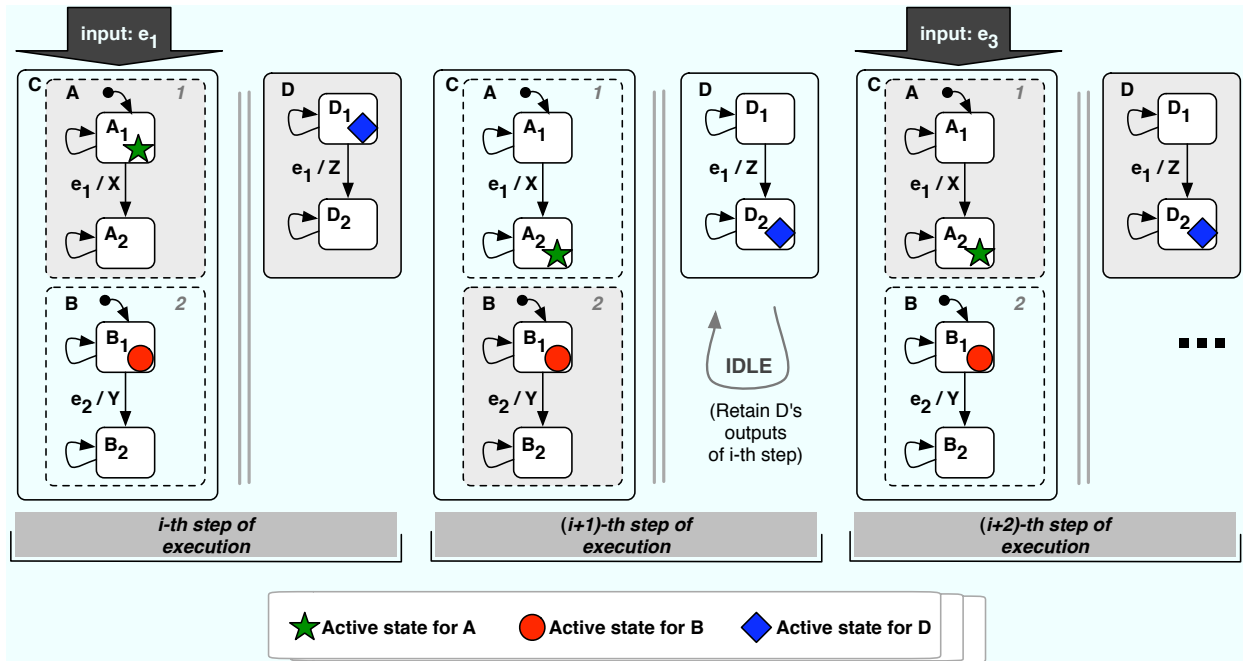 input: e1
C
A
1
A1
e1 / X
A2
B
2
B1
e2 / Y
B2
D
D1
e1 / Z
D2
i-th step of
execution
C
A
1
A1
e1 / X
A2
B
2
B1
e2 / Y
B2
D
D1
e1 / Z
D2
IDLE
(Retain D's
outputs
of i-th step)
(i+1)-th step of
execution
input: e3
C
A
1
A1
e1 / X
A2
B
2
B1
e2 / Y
B2
D
D1
e1 / Z
D2
(i+2)-th step of
execution
Active state for A
Active state for B
Active state for D